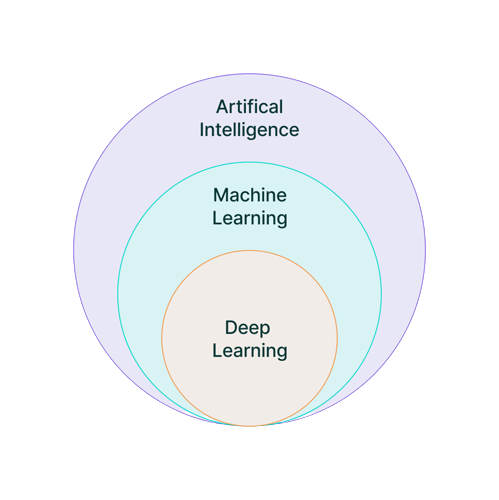 Artifical
Intelligence
Machine
Learning
Deep
Learning